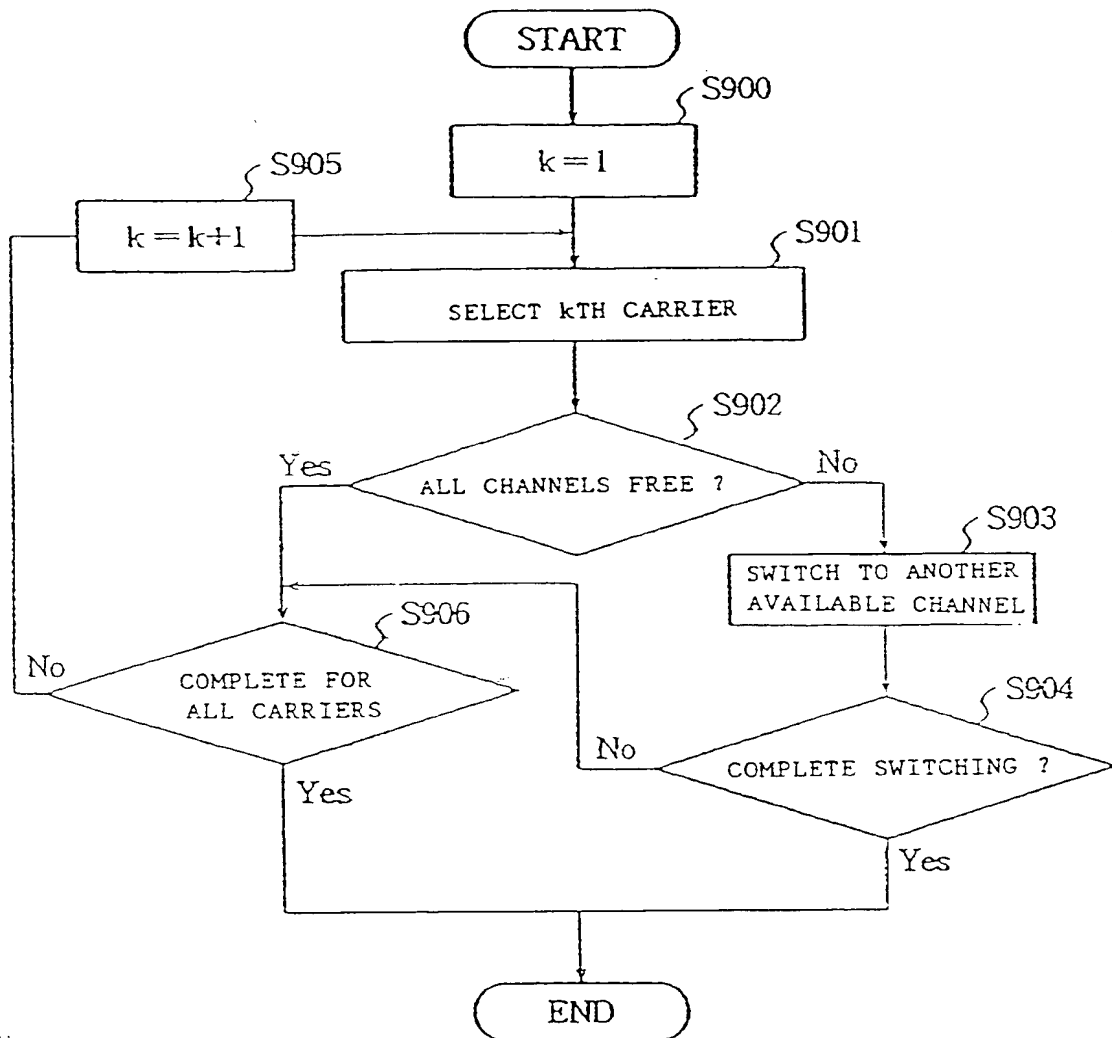 START
S900
k=1
S905
k=k+1
S901
SELECT kTH CARRIER
S902
Yes
ALL CHANNELS FREE ?
No
S903
SWITCH TO ANOTHER
AVAILABLE CHANNEL
S906
No
COMPLETE FOR
ALL CARRIERS
Yes
S904
No
COMPLETE SWITCHING ?
Yes
END